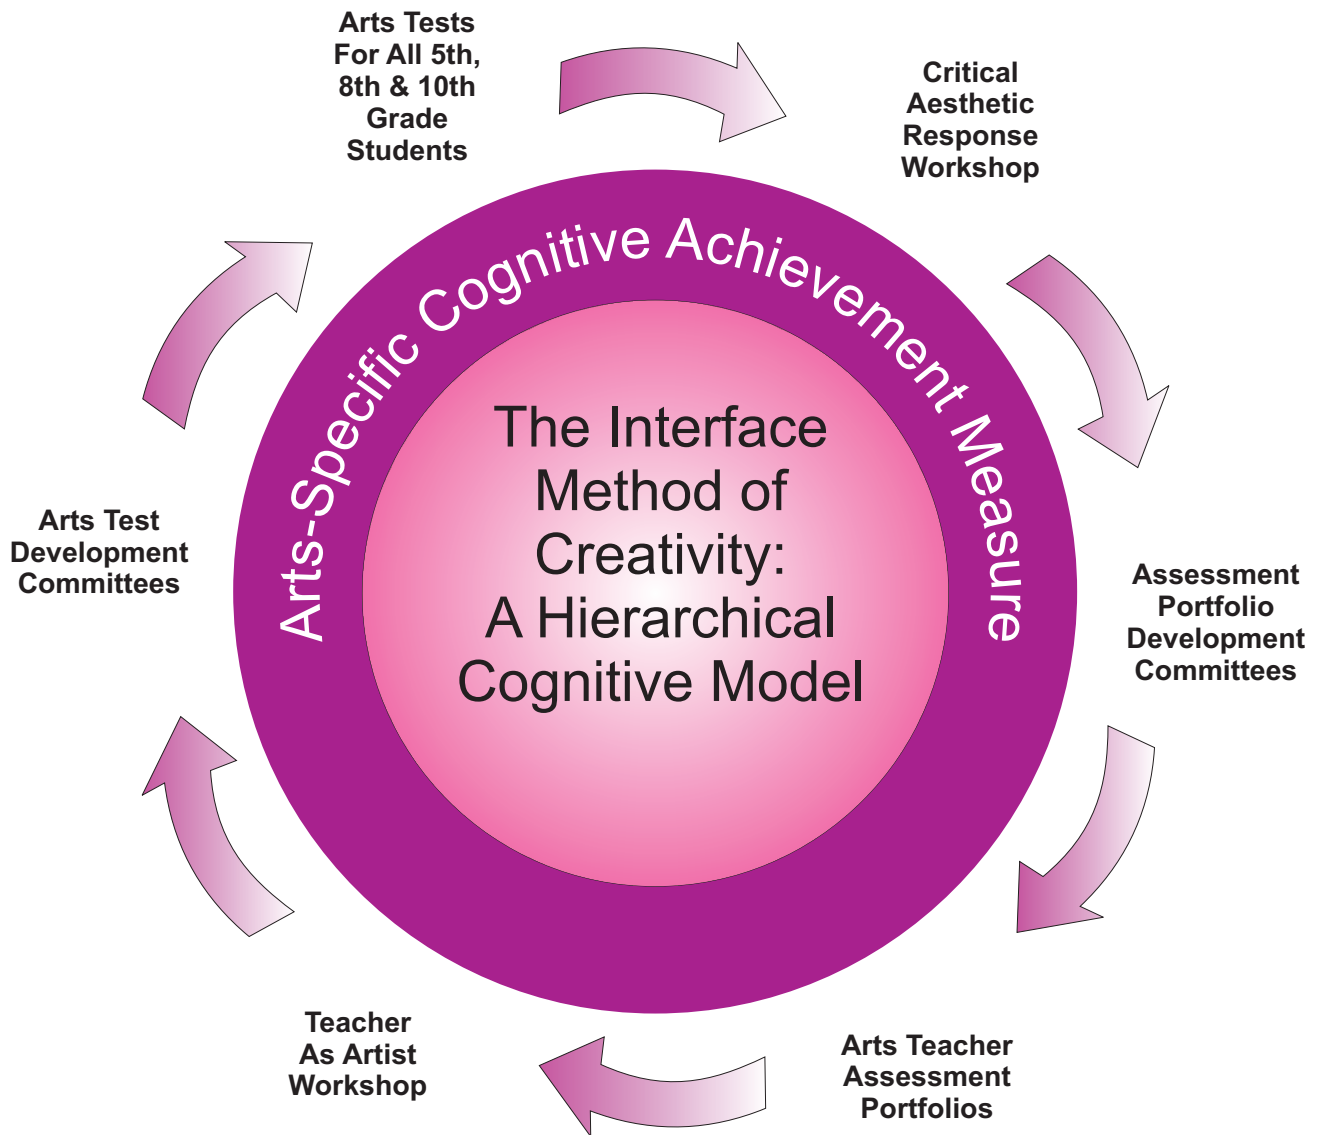 Arts Tests
For All 5th,
8th & 10th
Grade
Students
Critical
Aesthetic
Response
Workshop
Arts-Specific Cognitive Achievement Measure
The Interface
Method of
Creativity:
A Hierarchical
Cognitive Model
Arts Test
Development
Committees
Assessment
Portfolio
Development
Committees
Teacher
As Artist
Workshop
Arts Teacher
Assessment
Portfolios